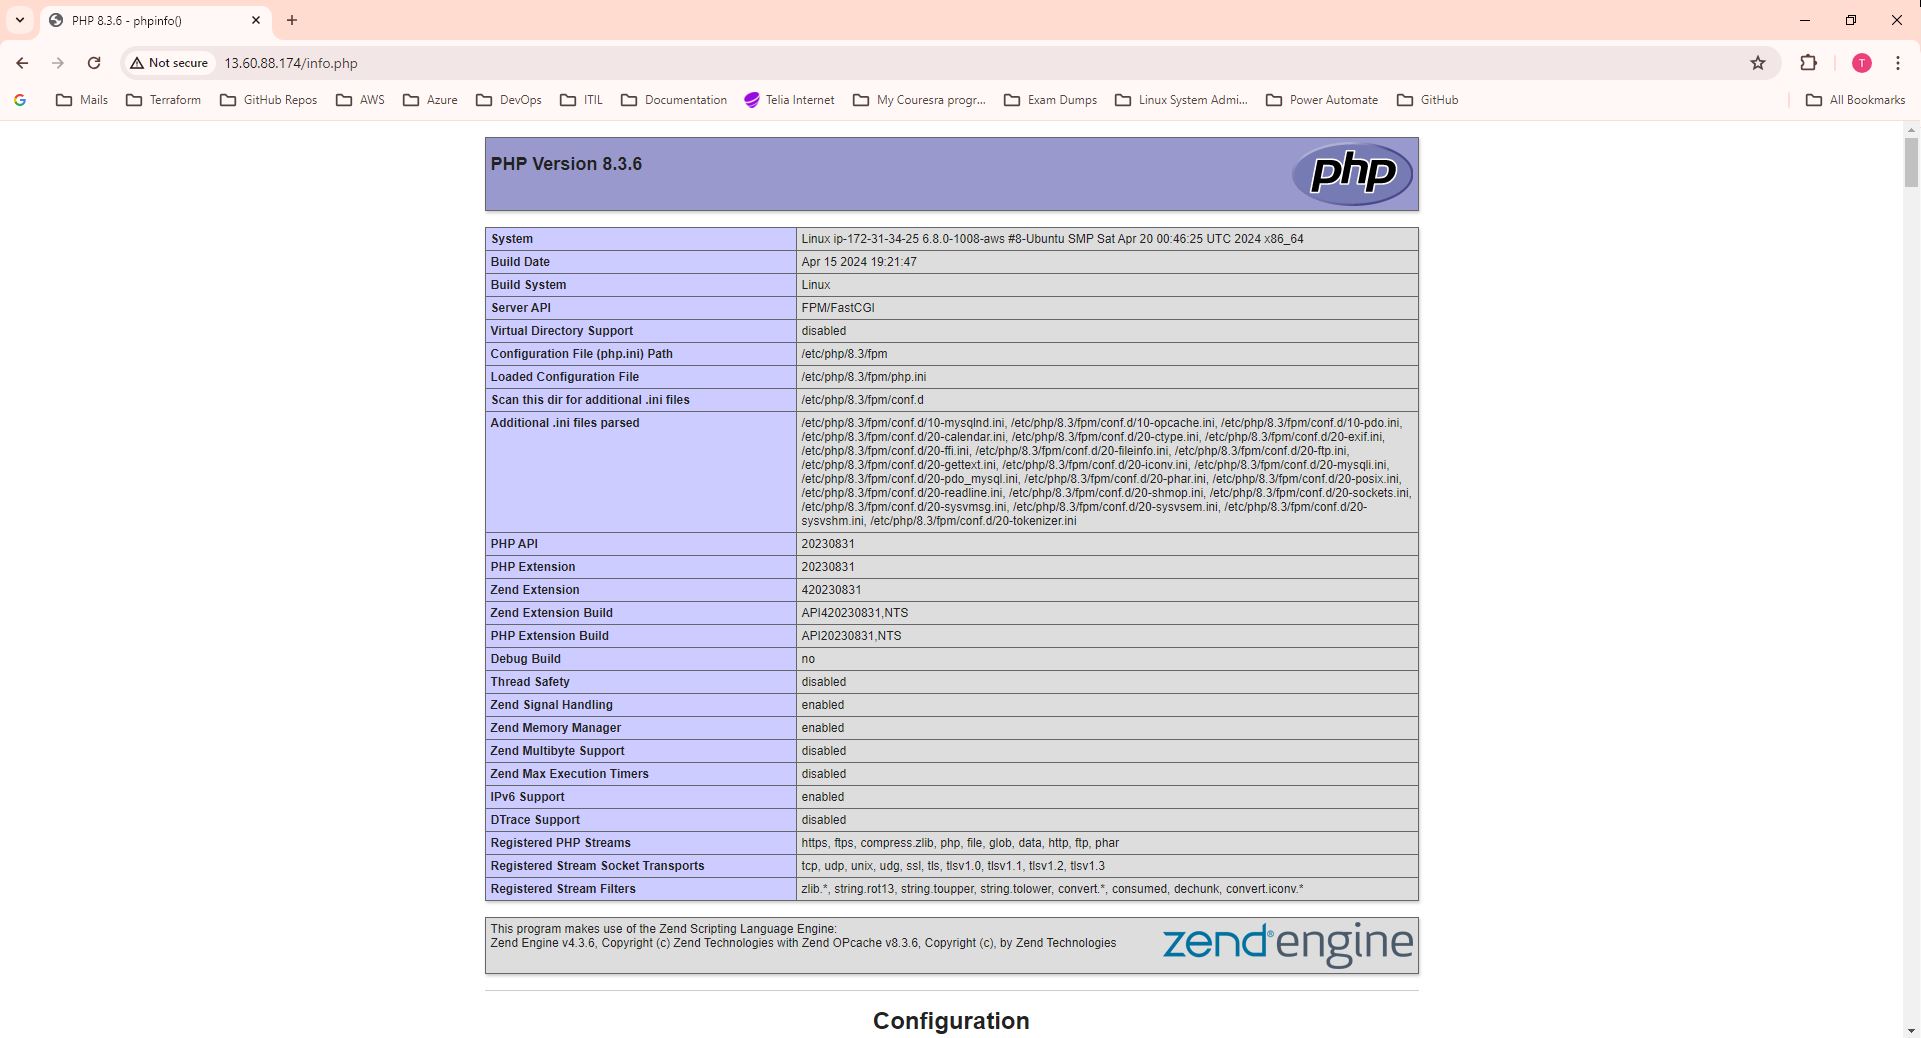 PHP 8.3.6 - phpinfo()
Not secure
13.60.88.174/info.php
T
Mails
Terraform
GitHub Repos
AWS
Azure
DevOps
ITIL
Documentation
Telia Internet
My Couresra progr...
Exam Dumps
Linux System Admi...
Power Automate
GitHub
All Bookmarks
PHP Version 8.3.6
php
System Linux ip-172-31-34-25 6.8.0-1008-aws #8-Ubuntu SMP Sat Apr 20 00:46:25 UTC 2024 x86_64
Build Date Apr 15 2024 19:21:47
Build System Linux
Server API FPM/FastCGI
Virtual Directory Support disabled
Configuration File (php.ini) Path /etc/php/8.3/fpm
Loaded Configuration File /etc/php/8.3/fpm/php.ini
Scan this dir for additional .ini files /etc/php/8.3/fpm/conf.d
Additional .ini files parsed /etc/php/8.3/fpm/conf.d/10-mysqlnd.ini, /etc/php/8.3/fpm/conf.d/10-opcache.ini, /etc/php/8.3/fpm/conf.d/10-pdo.ini,
/etc/php/8.3/fpm/conf.d/20-calendar.ini, /etc/php/8.3/fpm/conf.d/20-ctype.ini, /etc/php/8.3/fpm/conf.d/20-exif.ini,
/etc/php/8.3/fpm/conf.d/20-ffi.ini, /etc/php/8.3/fpm/conf.d/20-fileinfo.ini, /etc/php/8.3/fpm/conf.d/20-ftp.ini,
/etc/php/8.3/fpm/conf.d/20-gettext.ini, /etc/php/8.3/fpm/conf.d/20-iconv.ini, /etc/php/8.3/fpm/conf.d/20-mysqli.ini,
/etc/php/8.3/fpm/conf.d/20-pdo_mysql.ini, /etc/php/8.3/fpm/conf.d/20-phar.ini, /etc/php/8.3/fpm/conf.d/20-posix.ini,
/etc/php/8.3/fpm/conf.d/20-readline.ini, /etc/php/8.3/fpm/conf.d/20-shmop.ini, /etc/php/8.3/fpm/conf.d/20-sockets.ini,
/etc/php/8.3/fpm/conf.d/20-sysvmsg.ini, /etc/php/8.3/fpm/conf.d/20-sysvsem.ini, /etc/php/8.3/fpm/conf.d/20-
sysvshm.ini, /etc/php/8.3/fpm/conf.d/20-tokenizer.ini
PHP API 20230831
PHP Extension 20230831
Zend Extension 420230831
Zend Extension Build API420230831,NTS
PHP Extension Build API20230831,NTS
Debug Build no
Thread Safety disabled
Zend Signal Handling enabled
Zend Memory Manager enabled
Zend Multibyte Support disabled
Zend Max Execution Timers disabled
IPv6 Support enabled
DTrace Support disabled
Registered PHP Streams https, ftps, compress.zlib, php, file, glob, data, http, ftp, phar
Registered Stream Socket Transports tcp, udp, unix, udg, ssl, tls, tlsv1.0, tlsv1.1, tlsv1.2, tlsv1.3
Registered Stream Filters zlib.*, string.rot13, string.toupper, string.tolower, convert.*, consumed, dechunk, convert.iconv.*
This program makes use of the Zend Scripting Language Engine:
Zend Engine v4.3.6, Copyright (c) Zend Technologies with Zend OPcache v8.3.6, Copyright (c), by Zend Technologies
zend®engine
Configuration